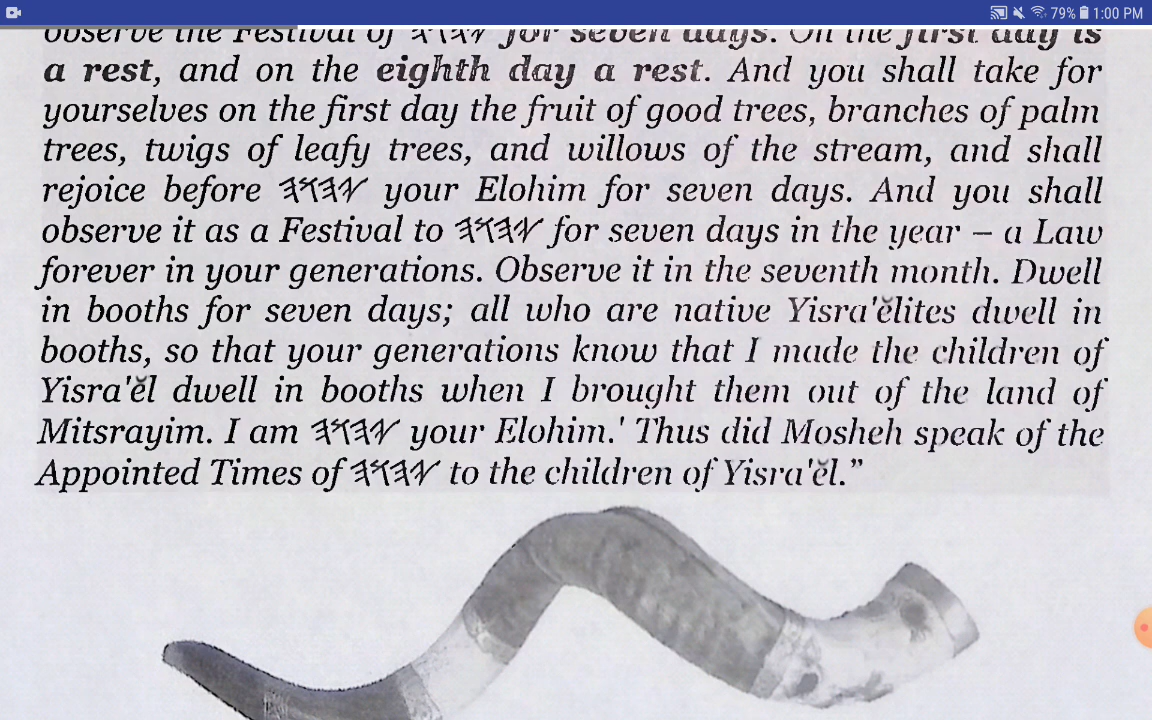 79% 1:00 PM
observe the Festival of 𐤉𐤄𐤅𐤄 for seven days. On the first day is
a rest, and on the eighth day a rest. And you shall take for
yourselves on the first day the fruit of good trees, branches of palm
trees, twigs of leafy trees, and willows of the stream, and shall
rejoice before 𐤉𐤄𐤅𐤄 your Elohim for seven days. And you shall
observe it as a Festival to 𐤉𐤄𐤅𐤄 for seven days in the year – a Law
forever in your generations. Observe it in the seventh month. Dwell
in booths for seven days; all who are native Yisra'ĕlites dwell in
booths, so that your generations know that I made the children of
Yisra'ĕl dwell in booths when I brought them out of the land of
Mitsrayim. I am 𐤉𐤄𐤅𐤄 your Elohim.' Thus did Mosheh speak of the
Appointed Times of 𐤉𐤄𐤅𐤄 to the children of Yisra'ĕl.”